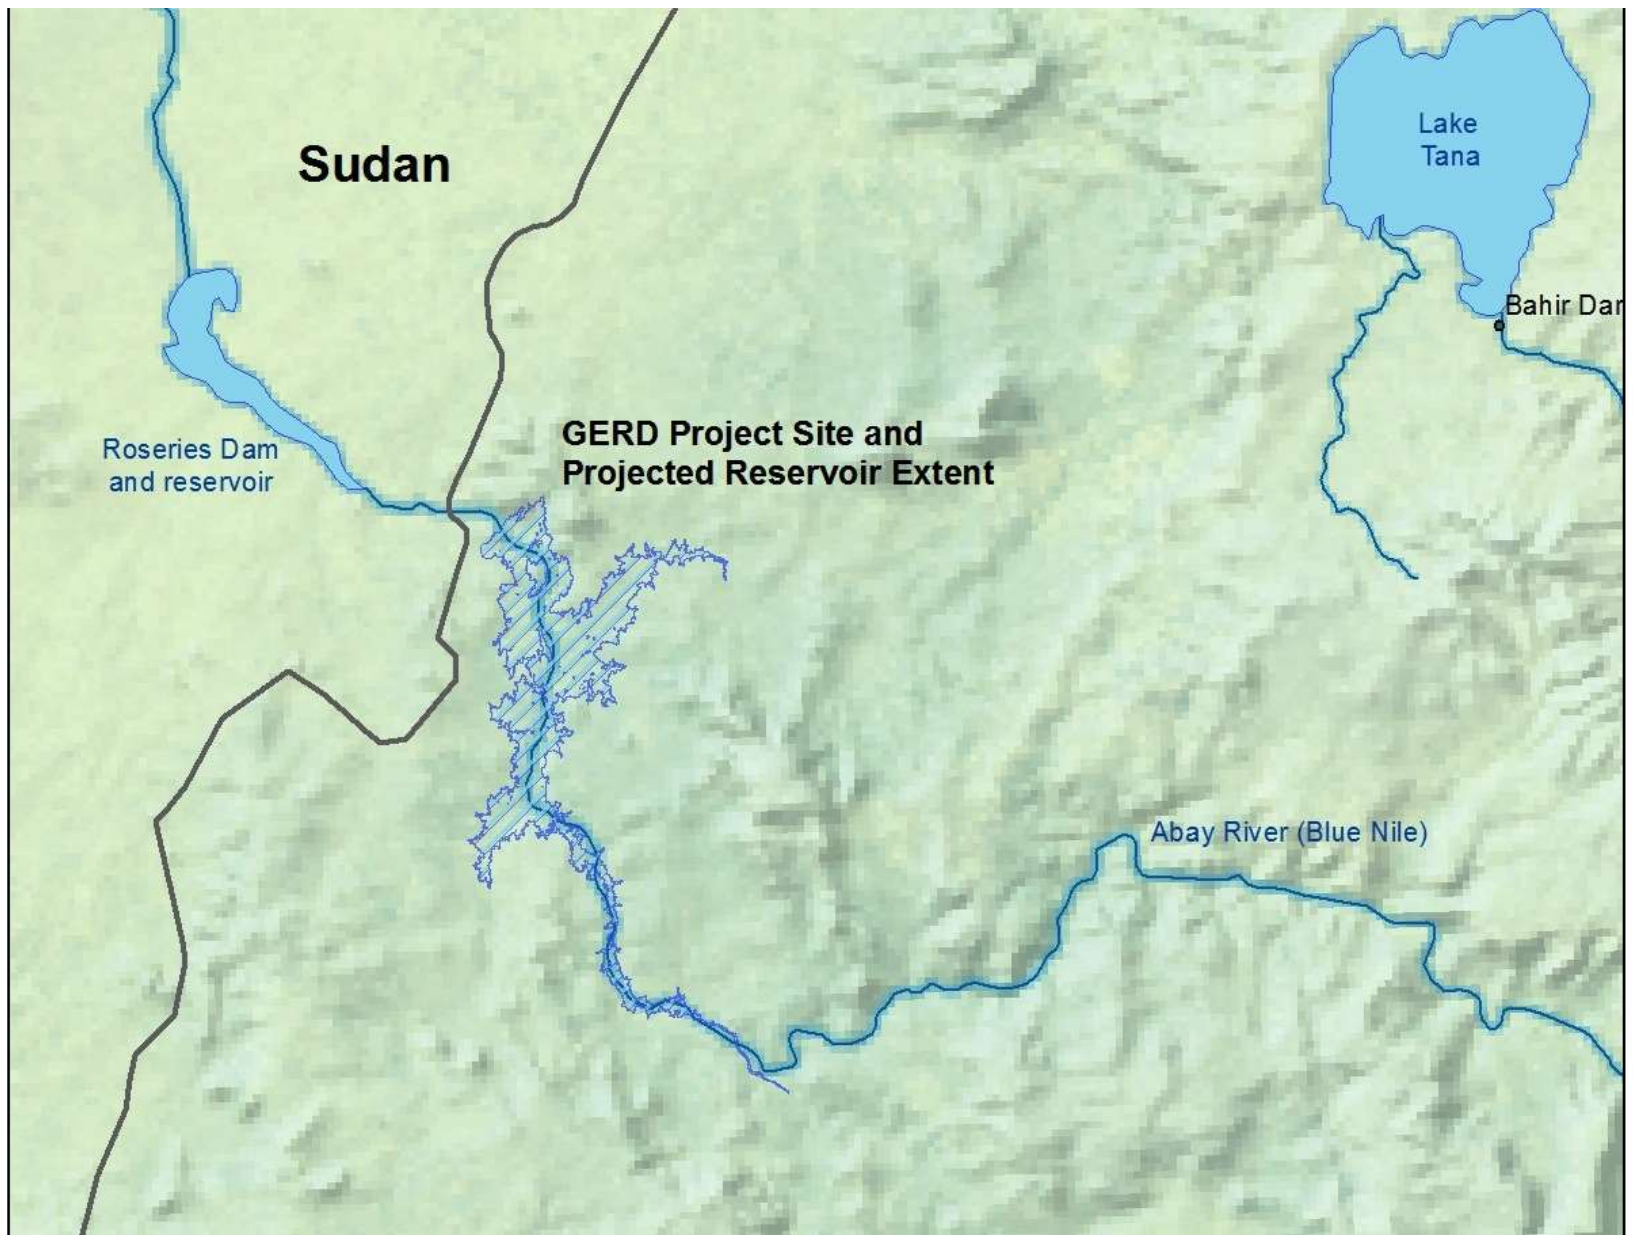 Sudan
Lake
Tana
Bahir Dar
GERD Project Site and
Projected Reservoir Extent
Roseries Dam
and reservoir
Abay River (Blue Nile)